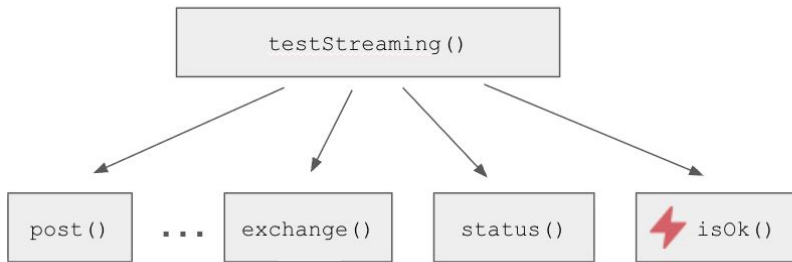 testStreaming()
post() ... exchange() status() isOk()